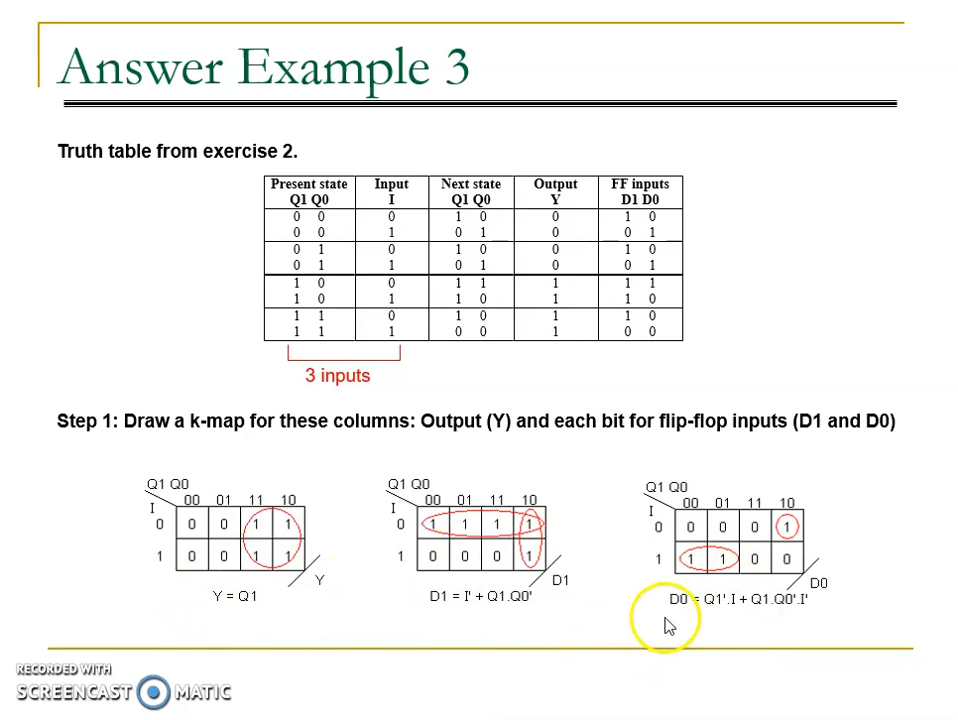 Answer Example 3
Truth table from exercise 2.
Present state Input Next state Output FF inputs
Q1 Q0 I Q1 Q0 Y D1 D0
0 0 0 1 0 0 1 0
0 0 1 0 1 0 0 1
0 1 0 1 0 0 1 0
0 1 1 0 1 0 0 1
1 0 0 1 1 1 1 1
1 0 1 1 0 1 1 0
1 1 0 1 0 1 1 0
1 1 1 0 0 1 0 0
3 inputs
Step 1: Draw a k-map for these columns: Output (Y) and each bit for flip-flop inputs (D1 and D0)
Q1 Q0
I 00 01 11 10
0 0 0 1 1
1 0 0 1 1
Y
Y = Q1
Q1 Q0
I 00 01 11 10
0 1 1 1 1
1 0 0 0 1
D1
D1 = I' + Q1.Q0'
Q1 Q0
I 00 01 11 10
0 0 0 0 1
1 1 1 0 0
D0
D0 = Q1'.I + Q1.Q0'.I'
RECORDED WITH
SCREENCAST MATIC